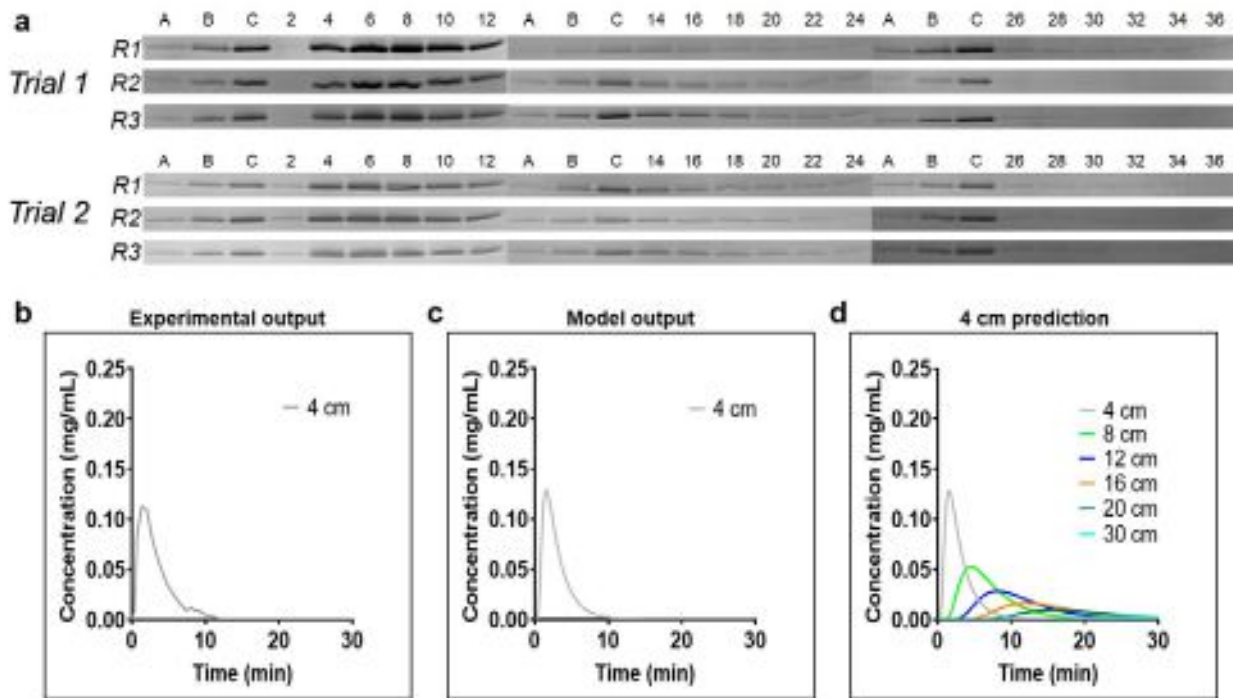 a
A B C 2 4 6 8 10 12 A B C 14 16 18 20 22 24 A B C 26 28 30 32 34 36
Trial 1
R1
R2
R3
A B C 2 4 6 8 10 12 A B C 14 16 18 20 22 24 A B C 26 28 30 32 34 36
Trial 2
R1
R2
R3
b
Experimental output
Concentration (mg/mL)
0.25
0.20
0.15
0.10
0.05
0.00
0 10 20 30
Time (min)
4 cm
c
Model output
Concentration (mg/mL)
0.25
0.20
0.15
0.10
0.05
0.00
0 10 20 30
Time (min)
4 cm
d
4 cm prediction
Concentration (mg/mL)
0.25
0.20
0.15
0.10
0.05
0.00
0 10 20 30
Time (min)
4 cm
8 cm
12 cm
16 cm
20 cm
30 cm